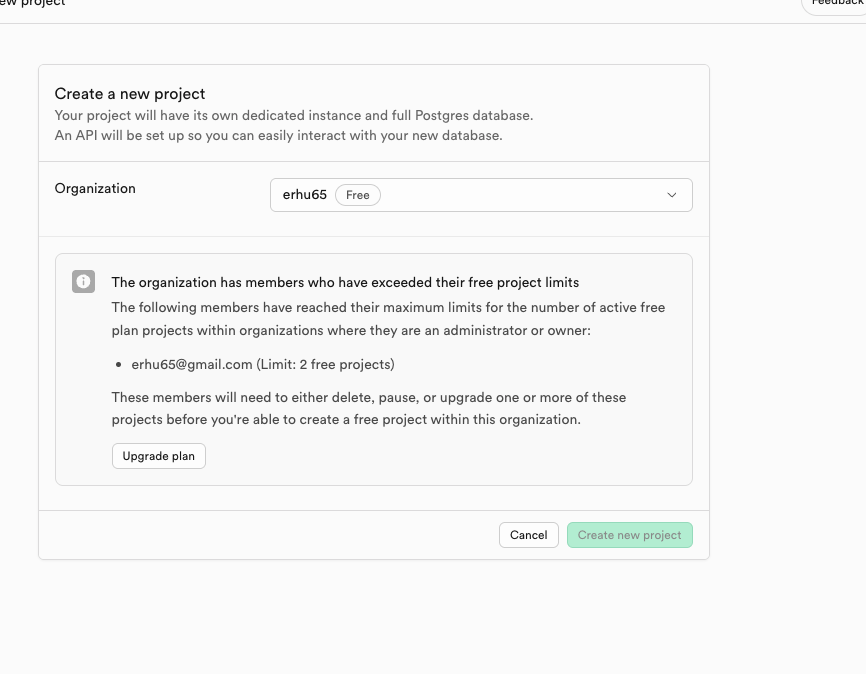 ew project
Feedback
Create a new project
Your project will have its own dedicated instance and full Postgres database.
An API will be set up so you can easily interact with your new database.
Organization
erhu65 Free
The organization has members who have exceeded their free project limits
The following members have reached their maximum limits for the number of active free
plan projects within organizations where they are an administrator or owner:
• erhu65@gmail.com (Limit: 2 free projects)
These members will need to either delete, pause, or upgrade one or more of these
projects before you're able to create a free project within this organization.
Upgrade plan
Cancel
Create new project